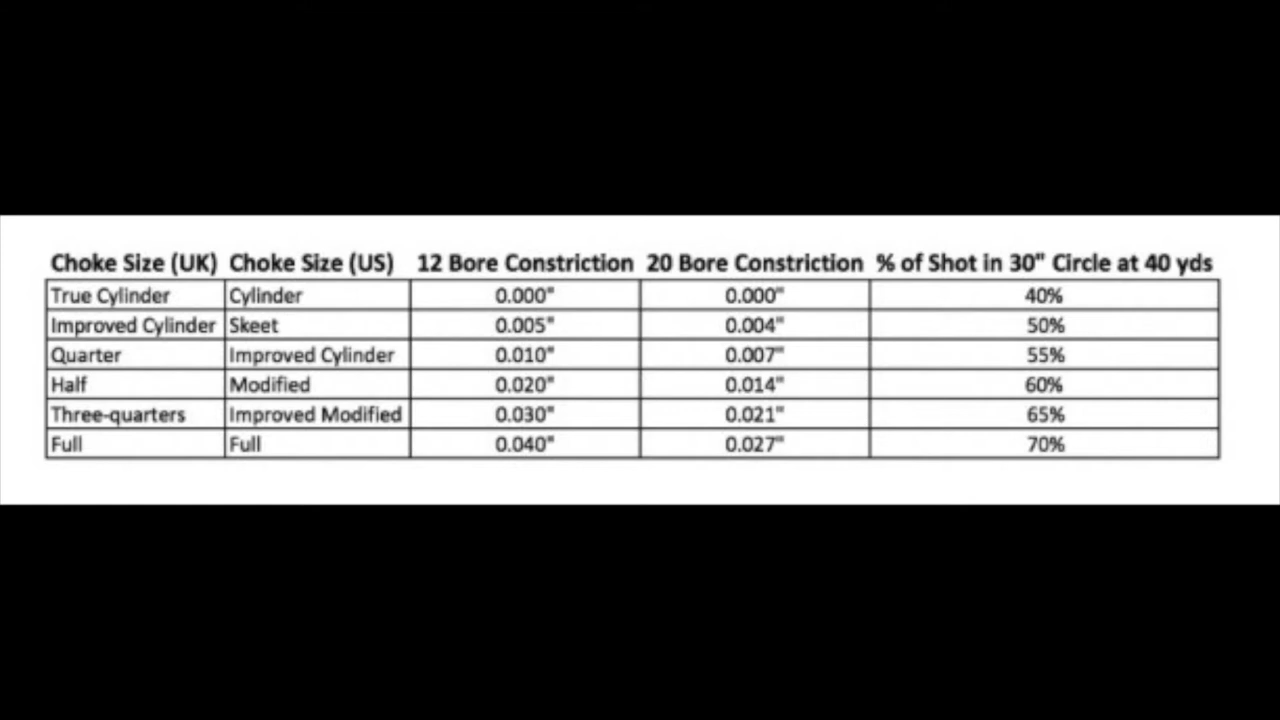 Choke Size (UK) Choke Size (US) 12 Bore Constriction 20 Bore Constriction % of Shot in 30" Circle at 40 yds
True Cylinder Cylinder 0.000" 0.000" 40%
Improved Cylinder Skeet 0.005" 0.004" 50%
Quarter Improved Cylinder 0.010" 0.007" 55%
Half Modified 0.020" 0.014" 60%
Three-quarters Improved Modified 0.030" 0.021" 65%
Full Full 0.040" 0.027" 70%